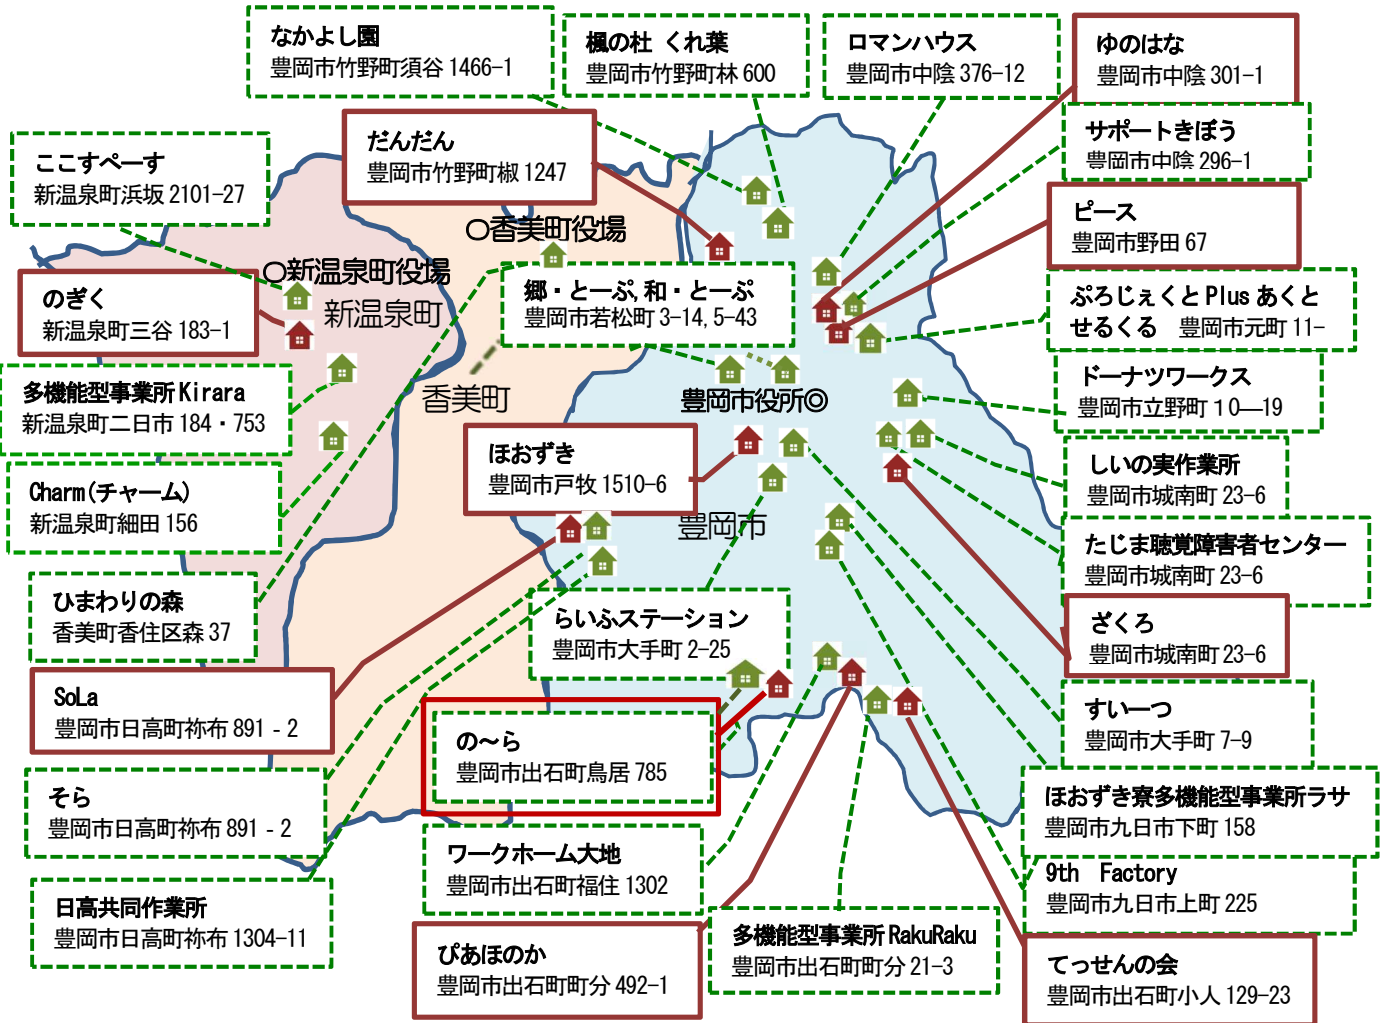 なかよし園
豊岡市竹野町須谷 1466-1
楓の杜 くれ葉
豊岡市竹野町林 600
ロマンハウス
豊岡市中陰 376-12
ゆのはな
豊岡市中陰 301-1
だんだん
豊岡市竹野町椒 1247
サポートきぼう
豊岡市中陰 296-1
ここすぺーす
新温泉町浜坂 2101-27
ピース
豊岡市野田 67
○香美町役場
○新温泉町役場
新温泉町
のぎく
新温泉町三谷 183-1
郷・とーぷ,和・とーぷ
豊岡市若松町 3-14, 5-43
ぷろじぇくと Plus あくと
せるくる 豊岡市元町 11-
多機能型事業所 Kirara
新温泉町二日市 184・753
香美町
豊岡市役所◎
ドーナツワークス
豊岡市立野町 10―19
ほおずき
豊岡市戸牧 1510-6
しいの実作業所
豊岡市城南町 23-6
Charm(チャーム)
新温泉町細田 156
豊岡市
たじま聴覚障害者センター
豊岡市城南町 23-6
ひまわりの森
香美町香住区森 37
らいふステーション
豊岡市大手町 2-25
ざくろ
豊岡市城南町 23-6
SoLa
豊岡市日高町祢布 891 - 2
すいーつ
豊岡市大手町 7-9
の～ら
豊岡市出石町鳥居 785
そら
豊岡市日高町祢布 891 - 2
ほおずき寮多機能型事業所ラサ
豊岡市九日市下町 158
ワークホーム大地
豊岡市出石町福住 1302
9th Factory
豊岡市九日市上町 225
日高共同作業所
豊岡市日高町祢布 1304-11
ぴあほのか
豊岡市出石町町分 492-1
多機能型事業所 RakuRaku
豊岡市出石町町分 21-3
てっせんの会
豊岡市出石町小人 129-23